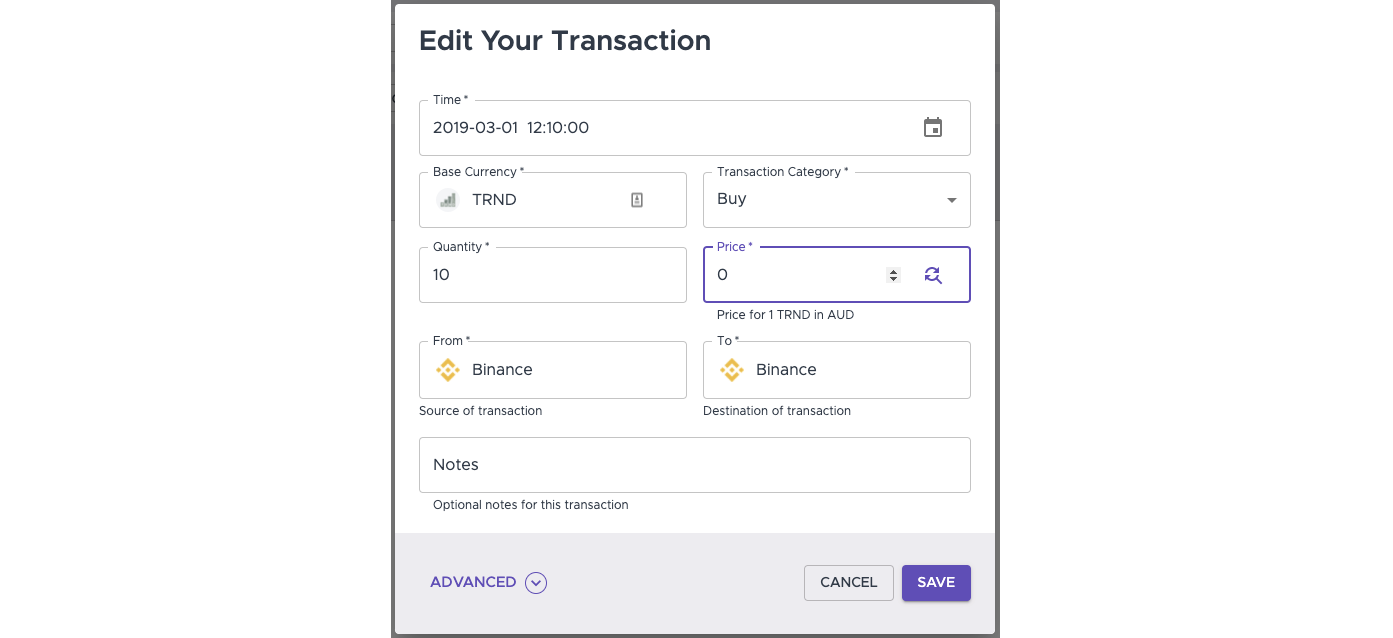 Edit Your Transaction
Time *
2019-03-01 12:10:00
Base Currency *
TRND
Transaction Category *
Buy
Quantity *
10
Price *
0
Price for 1 TRND in AUD
From *
Binance
Source of transaction
To *
Binance
Destination of transaction
Notes
Optional notes for this transaction
ADVANCED
CANCEL
SAVE